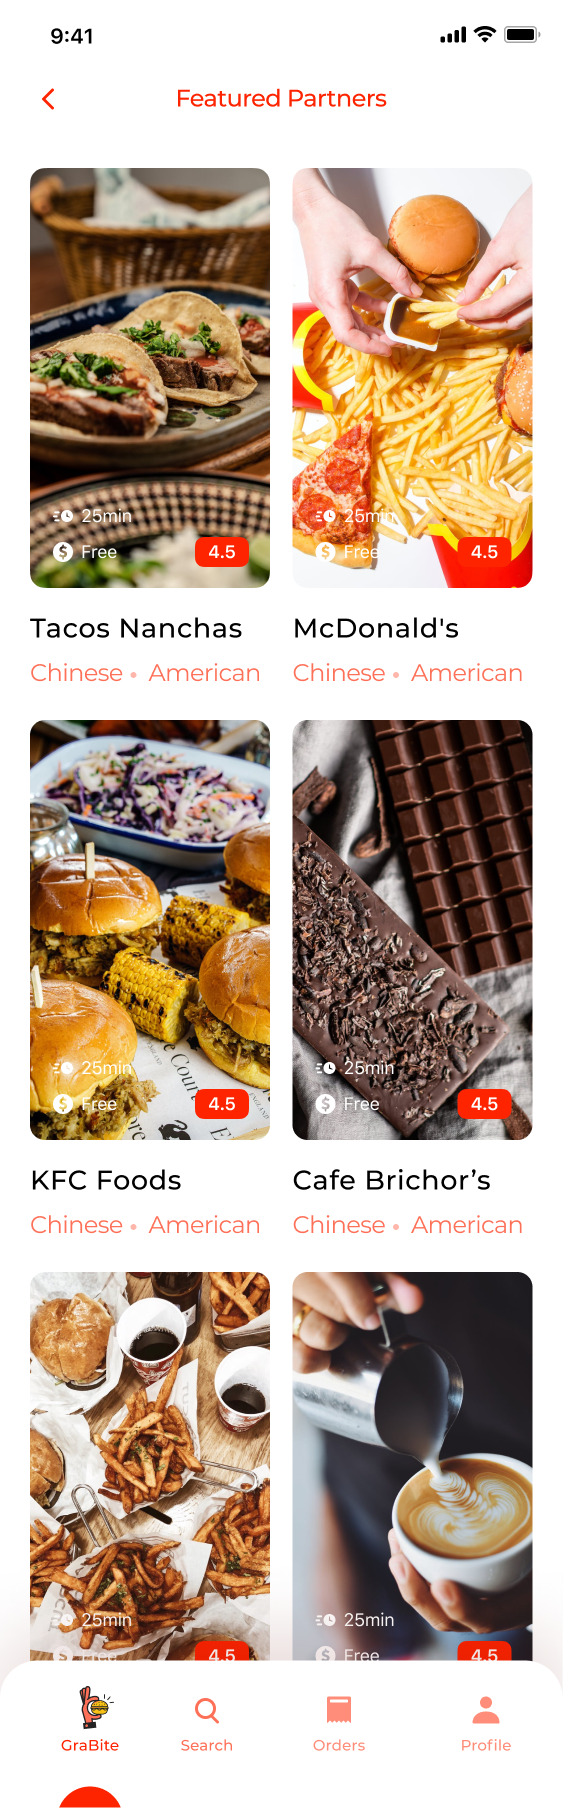 9:41
Featured Partners
25min
Free 4.5
25min
Free 4.5
Tacos Nanchas
Chinese • American
McDonald's
Chinese • American
25min
Free 4.5
25min
Free 4.5
KFC Foods
Chinese • American
Cafe Brichor’s
Chinese • American
25min
Free 4.5
25min
Free 4.5
GraBite Search Orders Profile